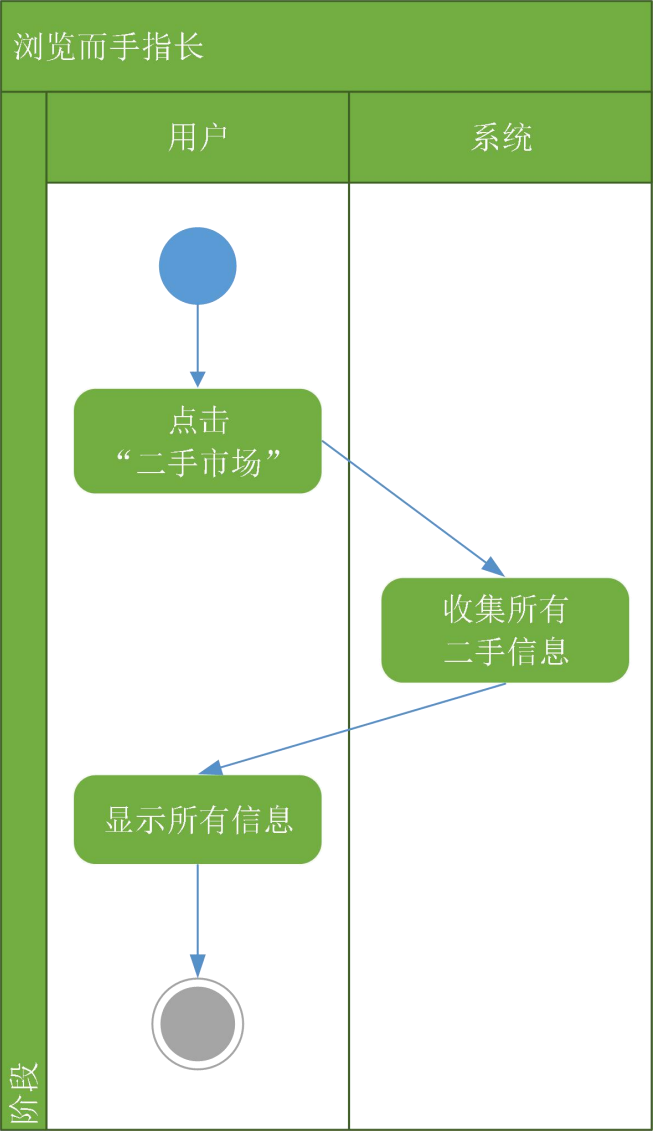 浏览而手指长
用户
系统
点击
“二手市场”
收集所有
二手信息
显示所有信息
阶段